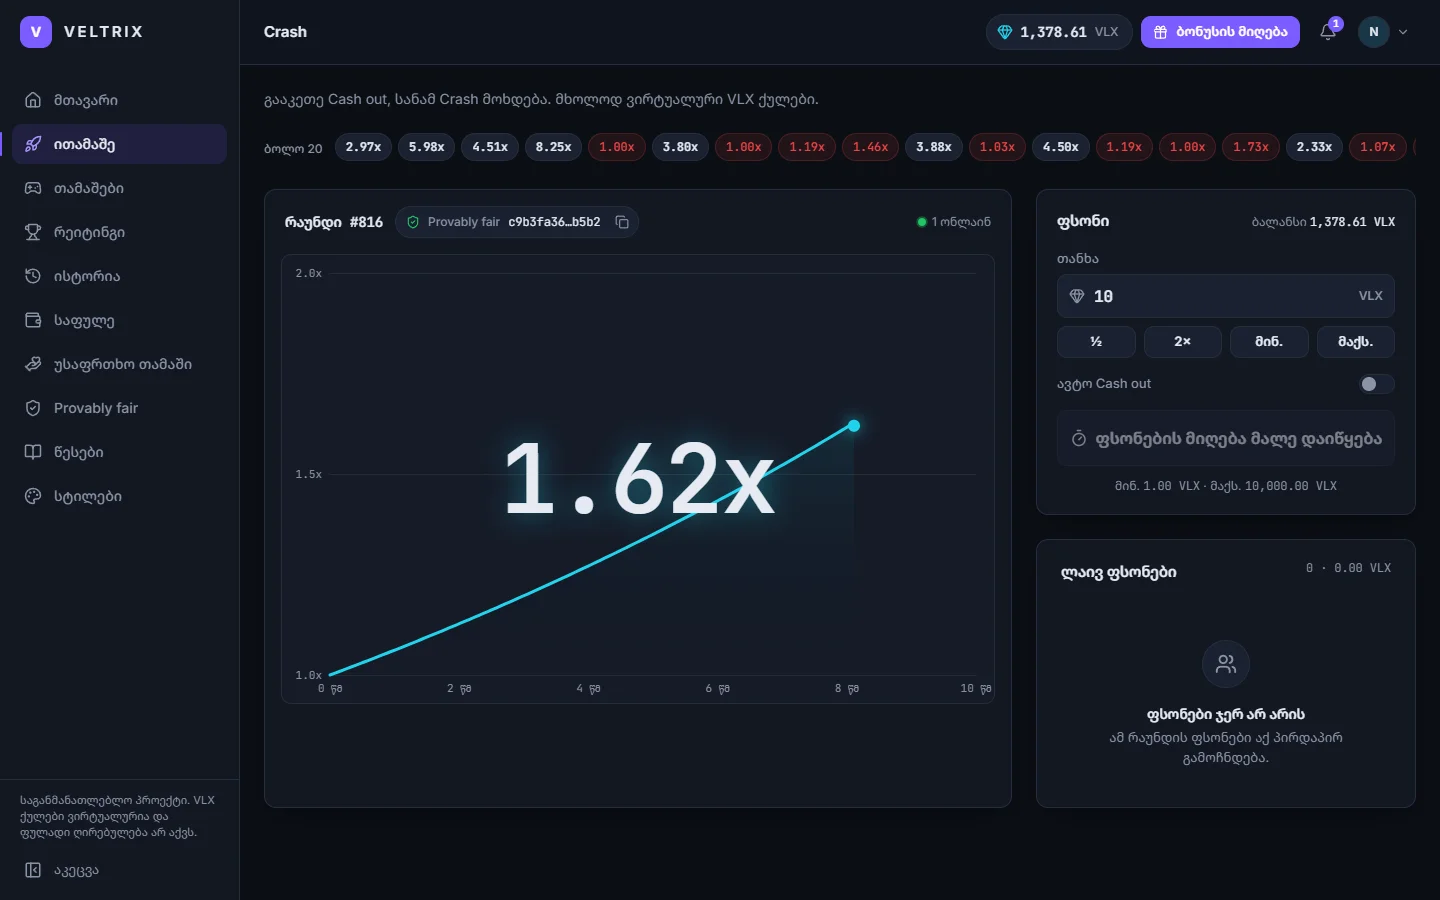 V VELTRIX
Crash
1,378.61 VLX
ბონუსის მიღება
1
N
მთავარი
ითამაშე
თამაშები
რეიტინგი
ისტორია
საფულე
უსაფრთხო თამაში
Provably fair
წესები
სტილები
საგანმანათლებლო პროექტი. VLX
ქულები ვირტუალურია და
ფულადი ღირებულება არ აქვს.
აკეცვა
გააკეთე Cash out, სანამ Crash მოხდება. მხოლოდ ვირტუალური VLX ქულები.
ბოლო 20 2.97x 5.98x 4.51x 8.25x 1.00x 3.80x 1.00x 1.19x 1.46x 3.88x 1.03x 4.50x 1.19x 1.00x 1.73x 2.33x 1.07x
რაუნდი #816 Provably fair c9b3fa36…b5b2 1 ონლაინ
2.0x
1.5x
1.0x
1.62x
0 წმ 2 წმ 4 წმ 6 წმ 8 წმ 10 წმ
ფსონი ბალანსი 1,378.61 VLX
თანხა
10 VLX
½ 2× მინ. მაქს.
ავტო Cash out
ფსონების მიღება მალე დაიწყება
მინ. 1.00 VLX · მაქს. 10,000.00 VLX
ლაივ ფსონები 0 · 0.00 VLX
ფსონები ჯერ არ არის
ამ რაუნდის ფსონები აქ პირდაპირ
გამოჩნდება.